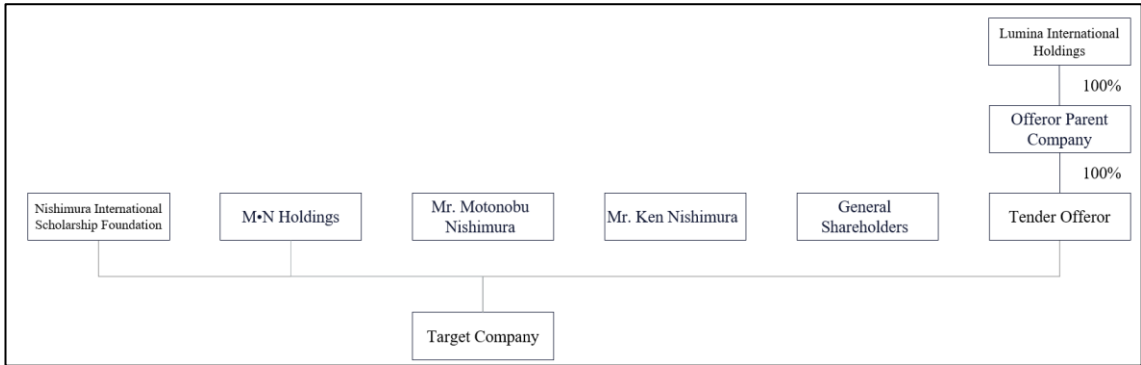 Lumina International
Holdings
100%
Offeror Parent
Company
100%
Nishimura International
Scholarship Foundation
M•N Holdings
Mr. Motonobu
Nishimura
Mr. Ken Nishimura
General
Shareholders
Tender Offeror
Target Company